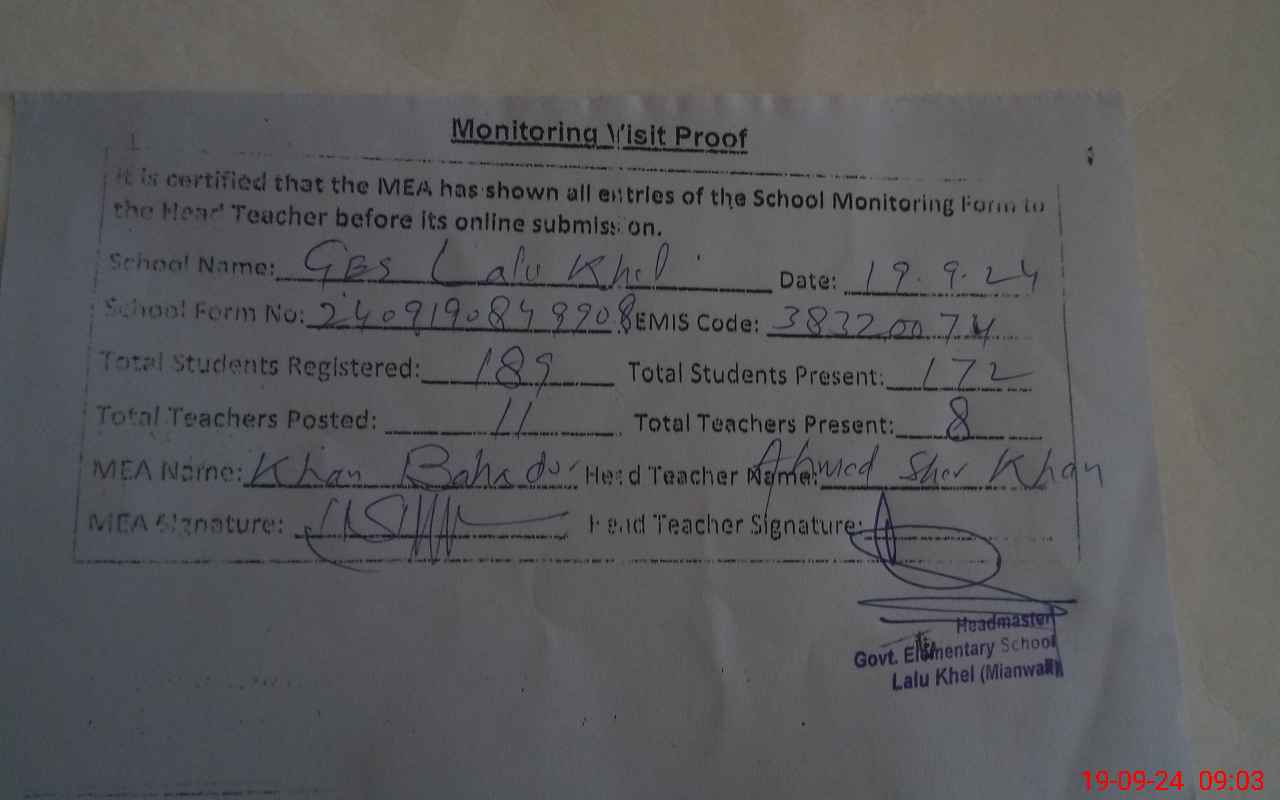 Monitoring Visit Proof
It is certified that the MEA has shown all entries of the School Monitoring Form to
the Head Teacher before its online submission.
School Name: GES Lalu Khel Date: 19.9.24
School Form No: EMIS Code: 38320074
Total Students Registered: 189 Total Students Present: 172
Total Teachers Posted: 11 Total Teachers Present: 8
MEA Name: Khan Bahadur Head Teacher Name: Ahmed Sher Khan
MEA Signature: Head Teacher Signature:
Headmaster
Govt. Elementary School
Lalu Khel (Mianwali)
19-09-24 09:03